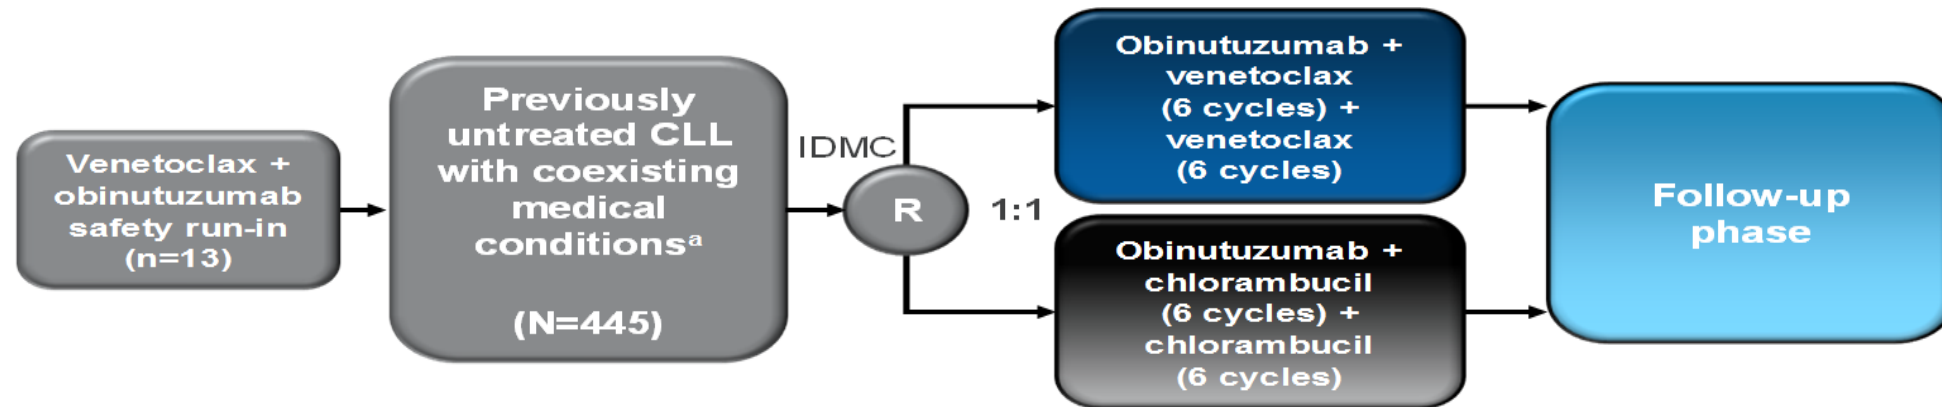 Venetoclax +
obinutuzumab
safety run-in
(n=13)
Previously
untreated CLL
with coexisting
medical
conditionsᵃ
(N=445)
IDMC
R
1:1
Obinutuzumab +
venetoclax
(6 cycles) +
venetoclax
(6 cycles)
Obinutuzumab +
chlorambucil
(6 cycles) +
chlorambucil
(6 cycles)
Follow-up
phase